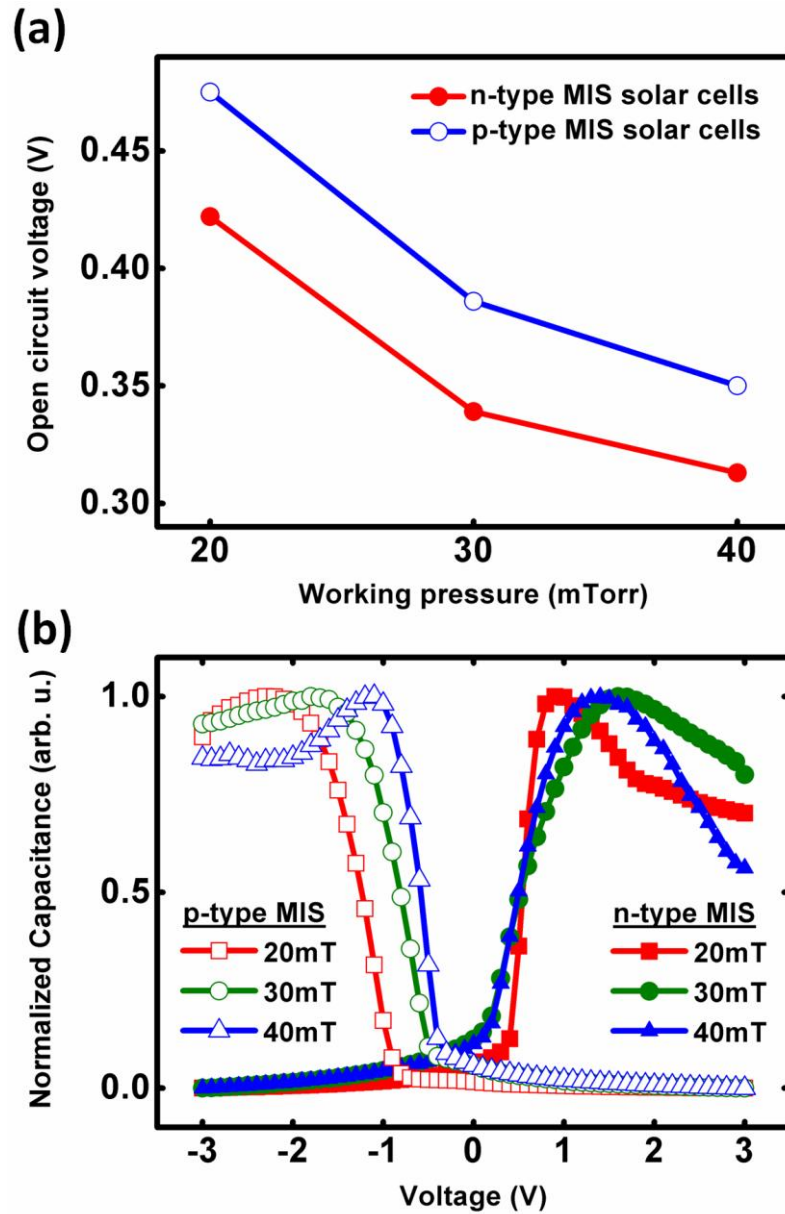 (a)
n-type MIS solar cells
p-type MIS solar cells
0.45
0.40
0.35
0.30
Open circuit voltage (V)
20 30 40
Working pressure (mTorr)
(b)
1.0
0.5
0.0
Normalized Capacitance (arb. u.)
p-type MIS
20mT
30mT
40mT
n-type MIS
20mT
30mT
40mT
-3 -2 -1 0 1 2 3
Voltage (V)